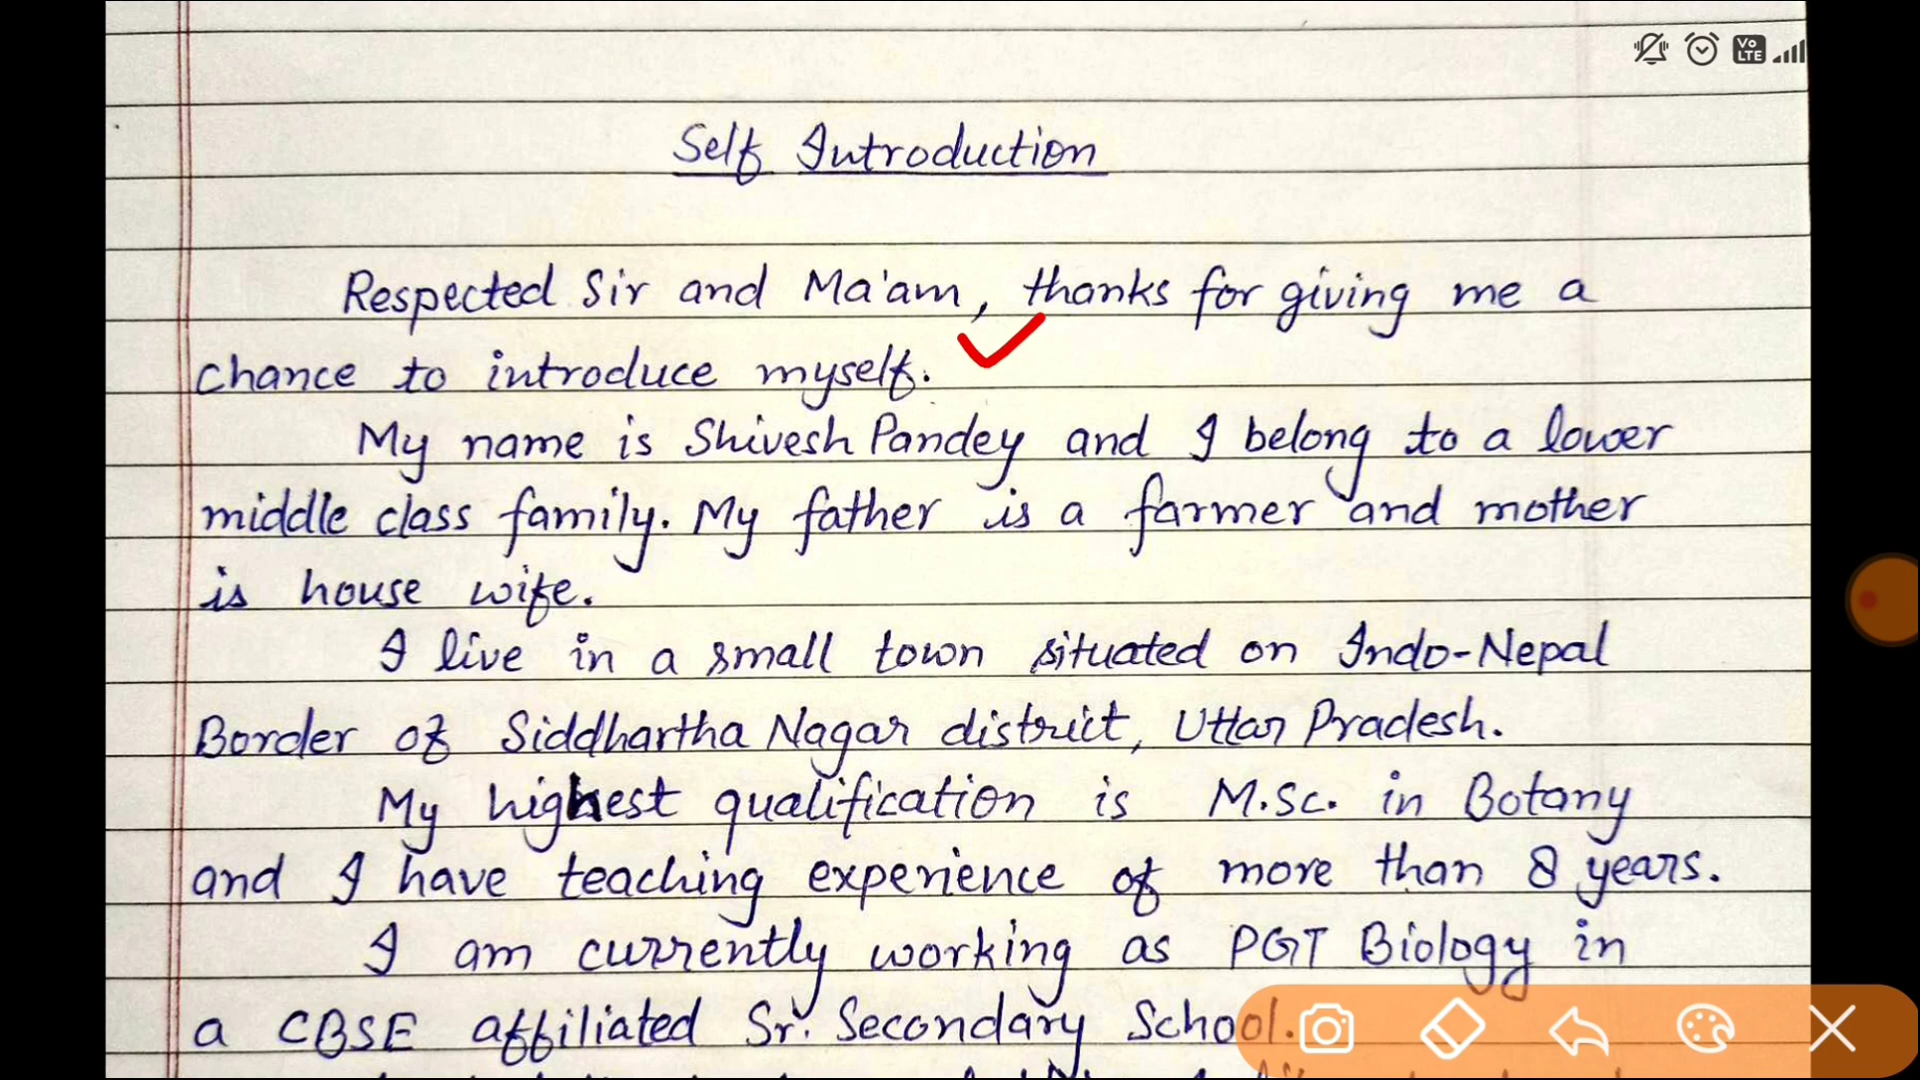 Vo
LTE
Self Introduction
Respected Sir and Ma'am, thanks for giving me a
chance to introduce myself.
My name is Shivesh Pandey and I belong to a lower
middle class family. My father is a farmer and mother
is house wife.
I live in a small town situated on Indo-Nepal
Border of Siddhartha Nagar district, Uttar Pradesh.
My highest qualification is M.Sc. in Botany
and I have teaching experience of more than 8 years.
I am currently working as PGT Biology in
a CBSE affiliated Sr. Secondary School.